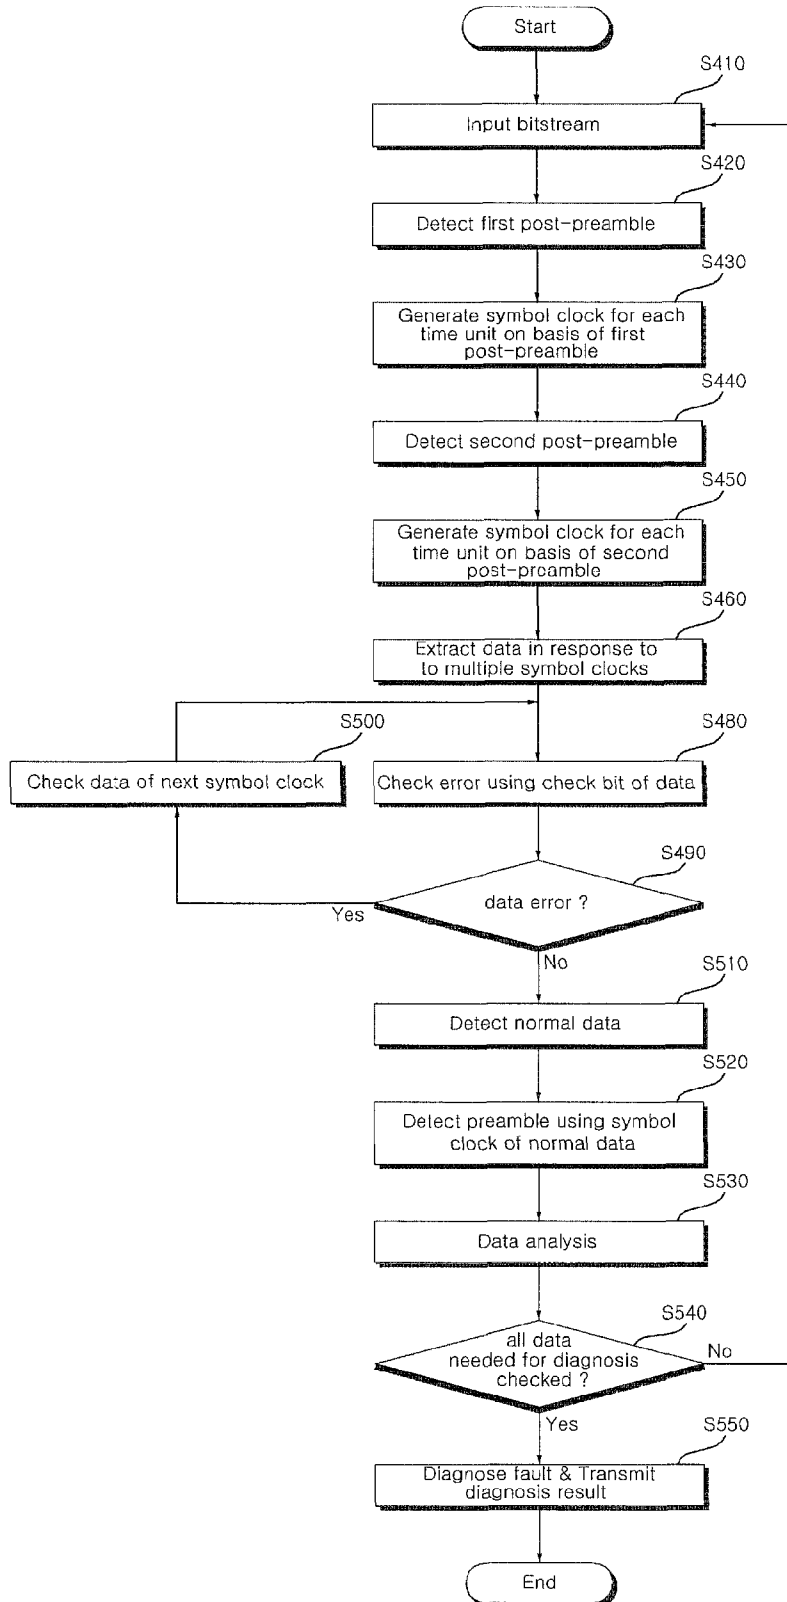 Start
S410
Input bitstream
S420
Detect first post-preamble
S430
Generate symbol clock for each
time unit on basis of first
post-preamble
S440
Detect second post-preamble
S450
Generate symbol clock for each
time unit on basis of second
post-preamble
S460
Extract data in response to
to multiple symbol clocks
S500
Check data of next symbol clock
S480
Check error using check bit of data
S490
data error ?
Yes
No
S510
Detect normal data
S520
Detect preamble using symbol
clock of normal data
S530
Data analysis
S540
all data
needed for diagnosis
checked ?
No
Yes
S550
Diagnose fault & Transmit
diagnosis result
End